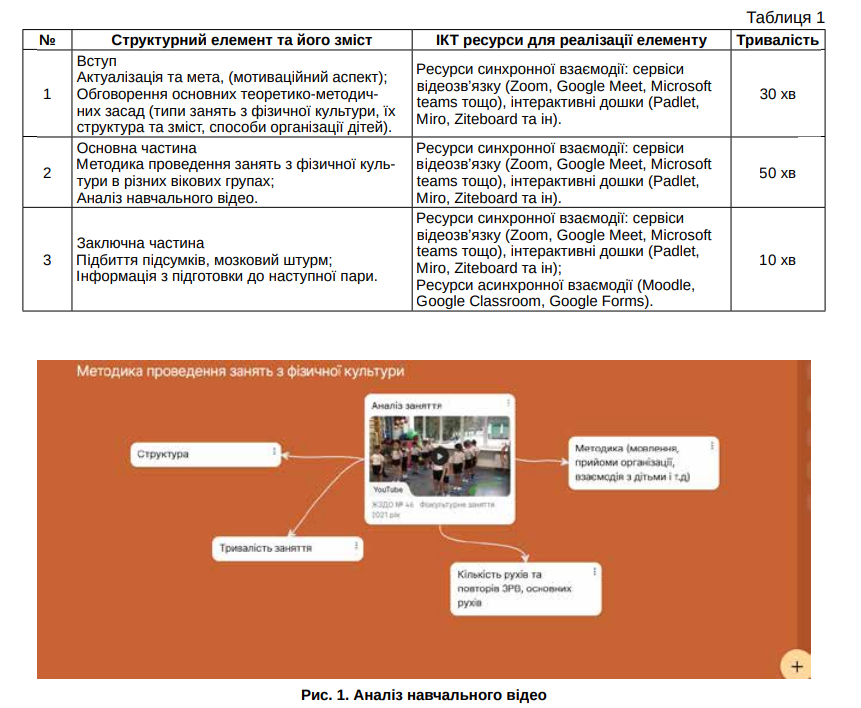 Таблиця 1
№ Структурний елемент та його зміст ІКТ ресурси для реалізації елементу Тривалість
1
Вступ
Актуалізація та мета, (мотиваційний аспект);
Обговорення основних теоретико-методич-
них засад (типи занять з фізичної культури, їх
структура та зміст, способи організації дітей).
Ресурси синхронної взаємодії: сервіси
відеозв’язку (Zoom, Google Meet, Microsoft
teams тощо), інтерактивні дошки (Padlet,
Miro, Ziteboard та ін).
30 хв
2
Основна частина
Методика проведення занять з фізичної куль-
тури в різних вікових групах;
Аналіз навчального відео.
Ресурси синхронної взаємодії: сервіси
відеозв’язку (Zoom, Google Meet, Microsoft
teams тощо), інтерактивні дошки (Padlet,
Miro, Ziteboard та ін).
50 хв
3
Заключна частина
Підбиття підсумків, мозковий штурм;
Інформація з підготовки до наступної пари.
Ресурси синхронної взаємодії: сервіси
відеозв’язку (Zoom, Google Meet, Microsoft
teams тощо), інтерактивні дошки (Padlet,
Miro, Ziteboard та ін);
Ресурси асинхронної взаємодії (Moodle,
Google Classroom, Google Forms).
10 хв
Методика проведення занять з фізичної культури
Аналіз заняття
YouTube
ЖЗДО № 46 Фізкультурне заняття
2021 рік
Структура
Методика (мовлення,
прийоми організації,
взаємодія з дітьми і т.д)
Тривалість заняття
Кількість рухів та
повторів ЗРВ, основних
рухів
Рис. 1. Аналіз навчального відео